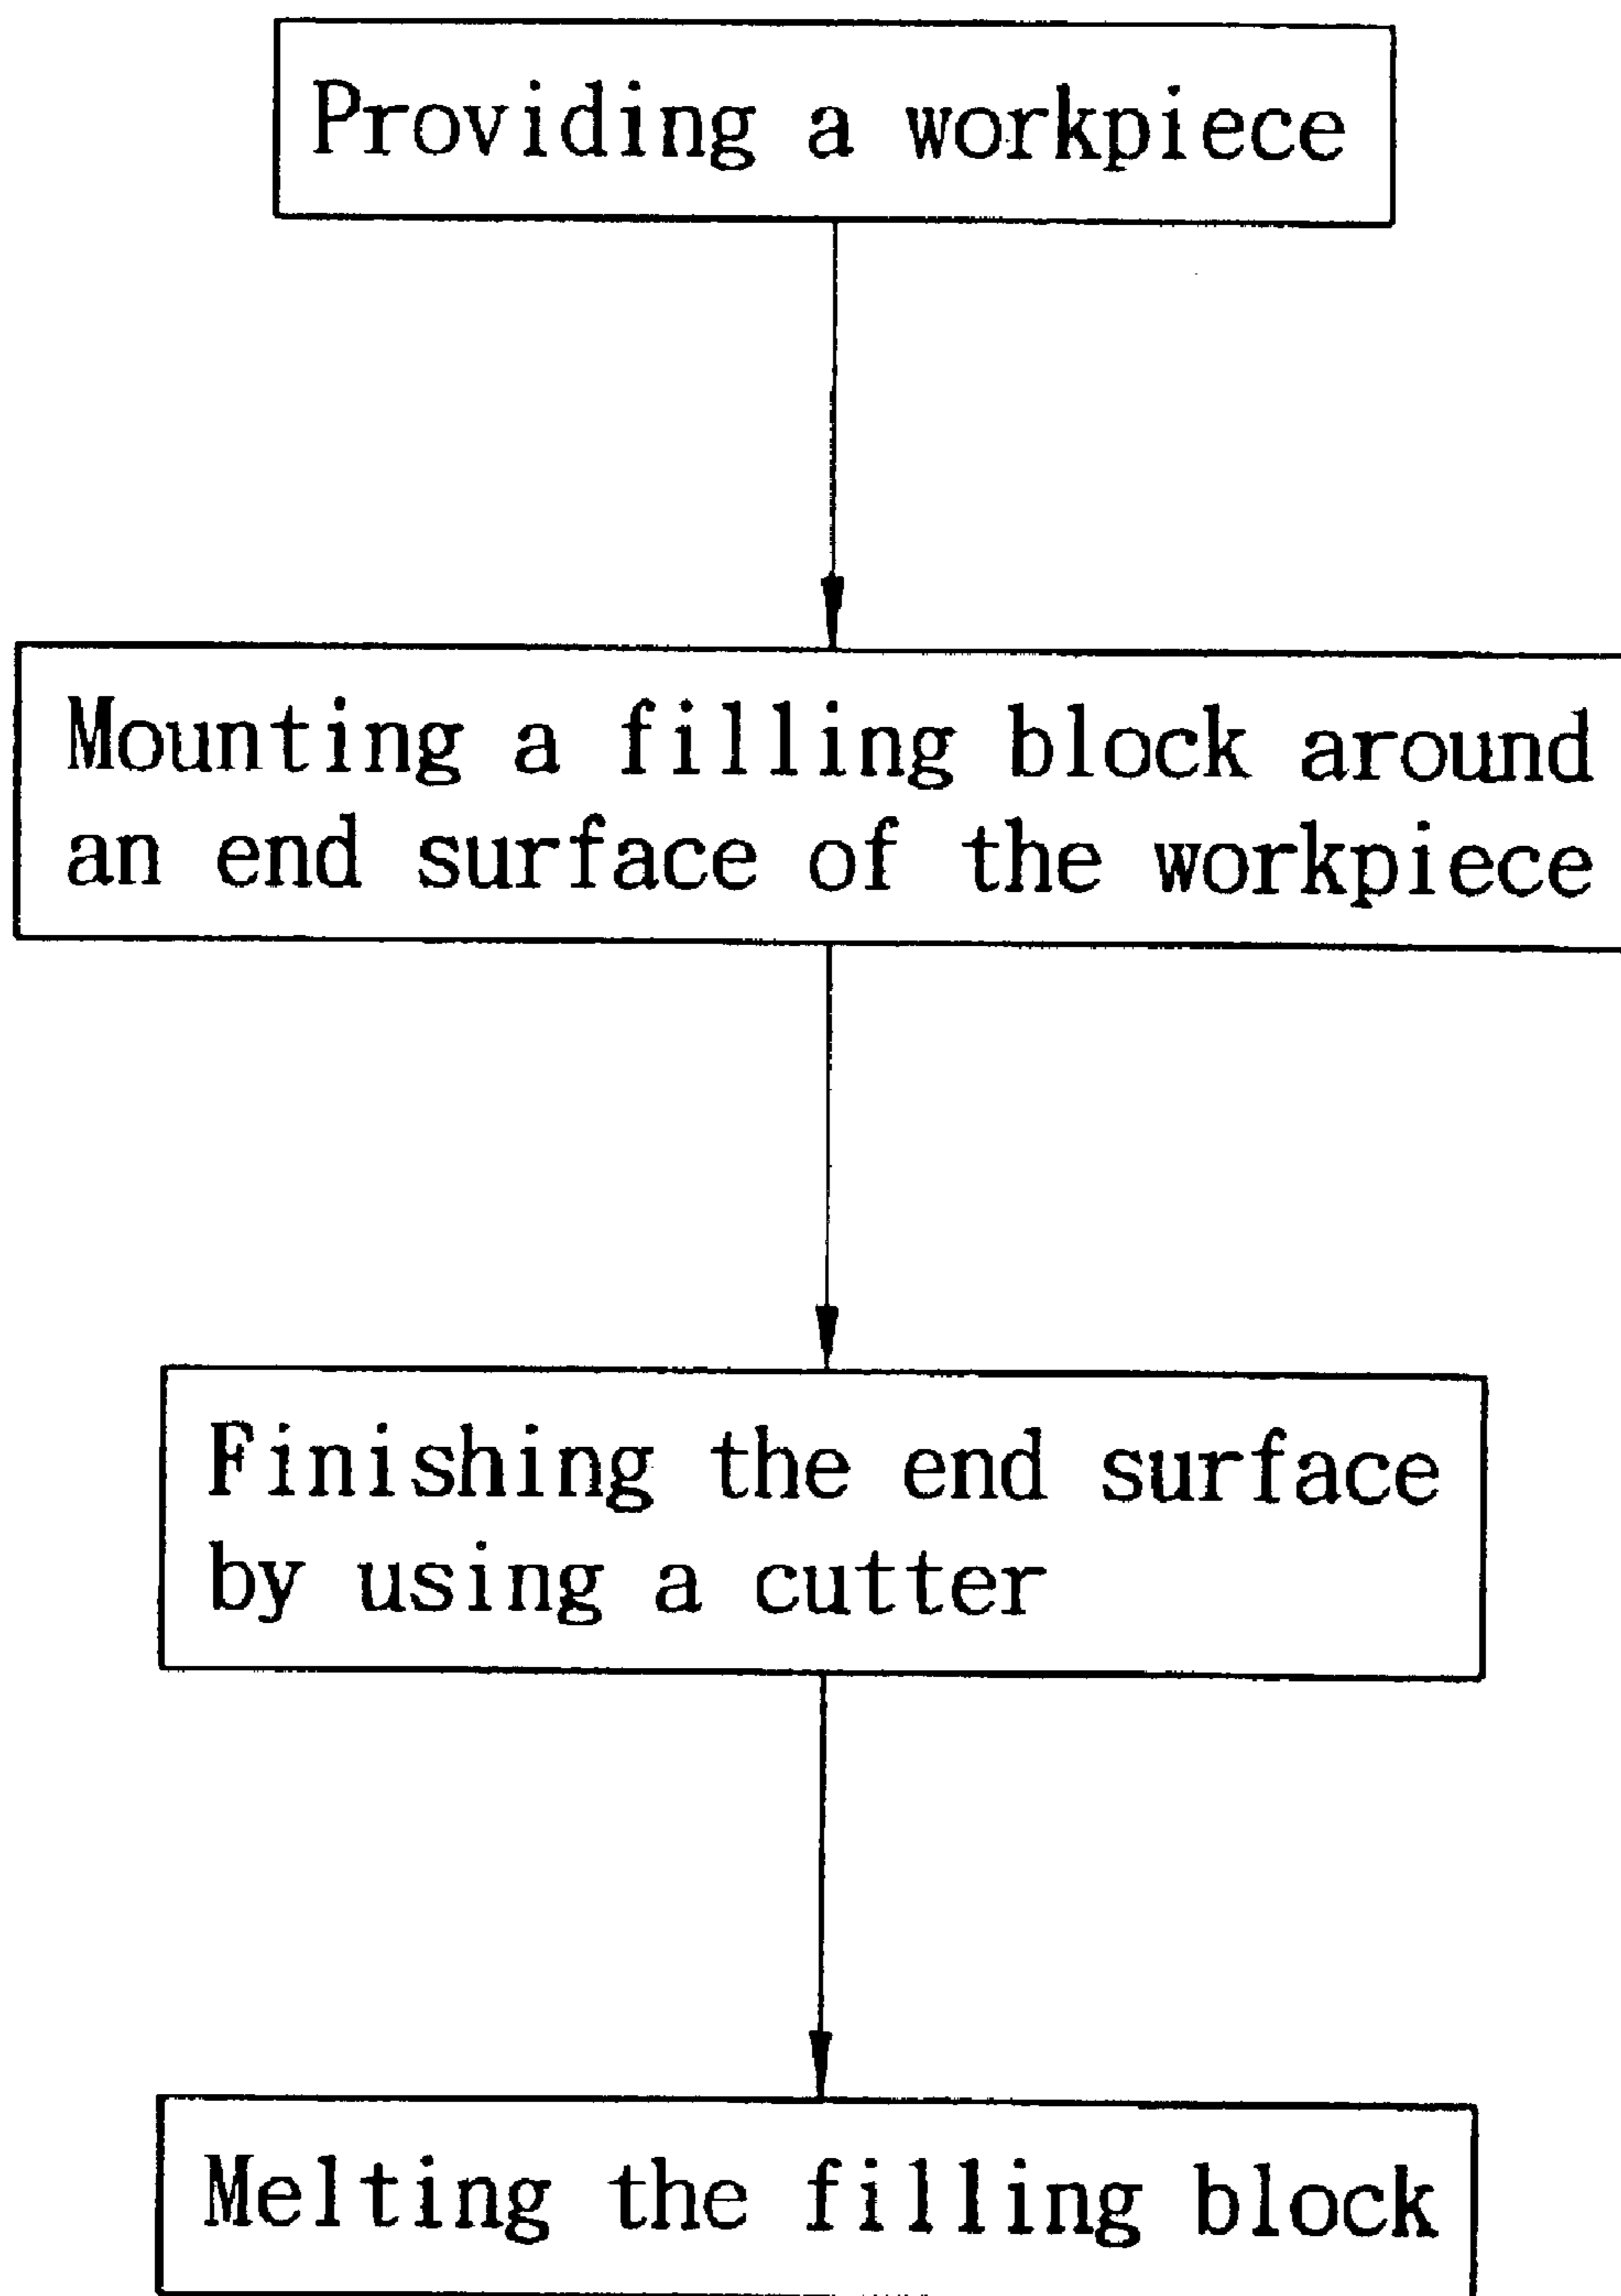 Providing a workpiece
Mounting a filling block around
an end surface of the workpiece
Finishing the end surface
by using a cutter
Melting the filling block